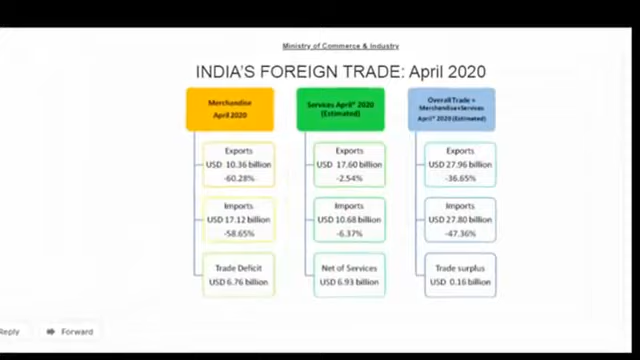 Ministry of Commerce & Industry
INDIA'S FOREIGN TRADE: April 2020
Merchandise
April 2020
Exports
USD 10.36 billion
-60.28%
Imports
USD 17.12 billion
-58.65%
Trade Deficit
USD 6.76 billion
Services April* 2020
(Estimated)
Exports
USD 17.60 billion
-2.54%
Imports
USD 10.68 billion
-6.37%
Net of Services
USD 6.93 billion
Overall Trade =
Merchandise+Services
April* 2020 (Estimated)
Exports
USD 27.96 billion
-36.65%
Imports
USD 27.80 billion
-47.36%
Trade surplus
USD 0.16 billion
Reply
Forward